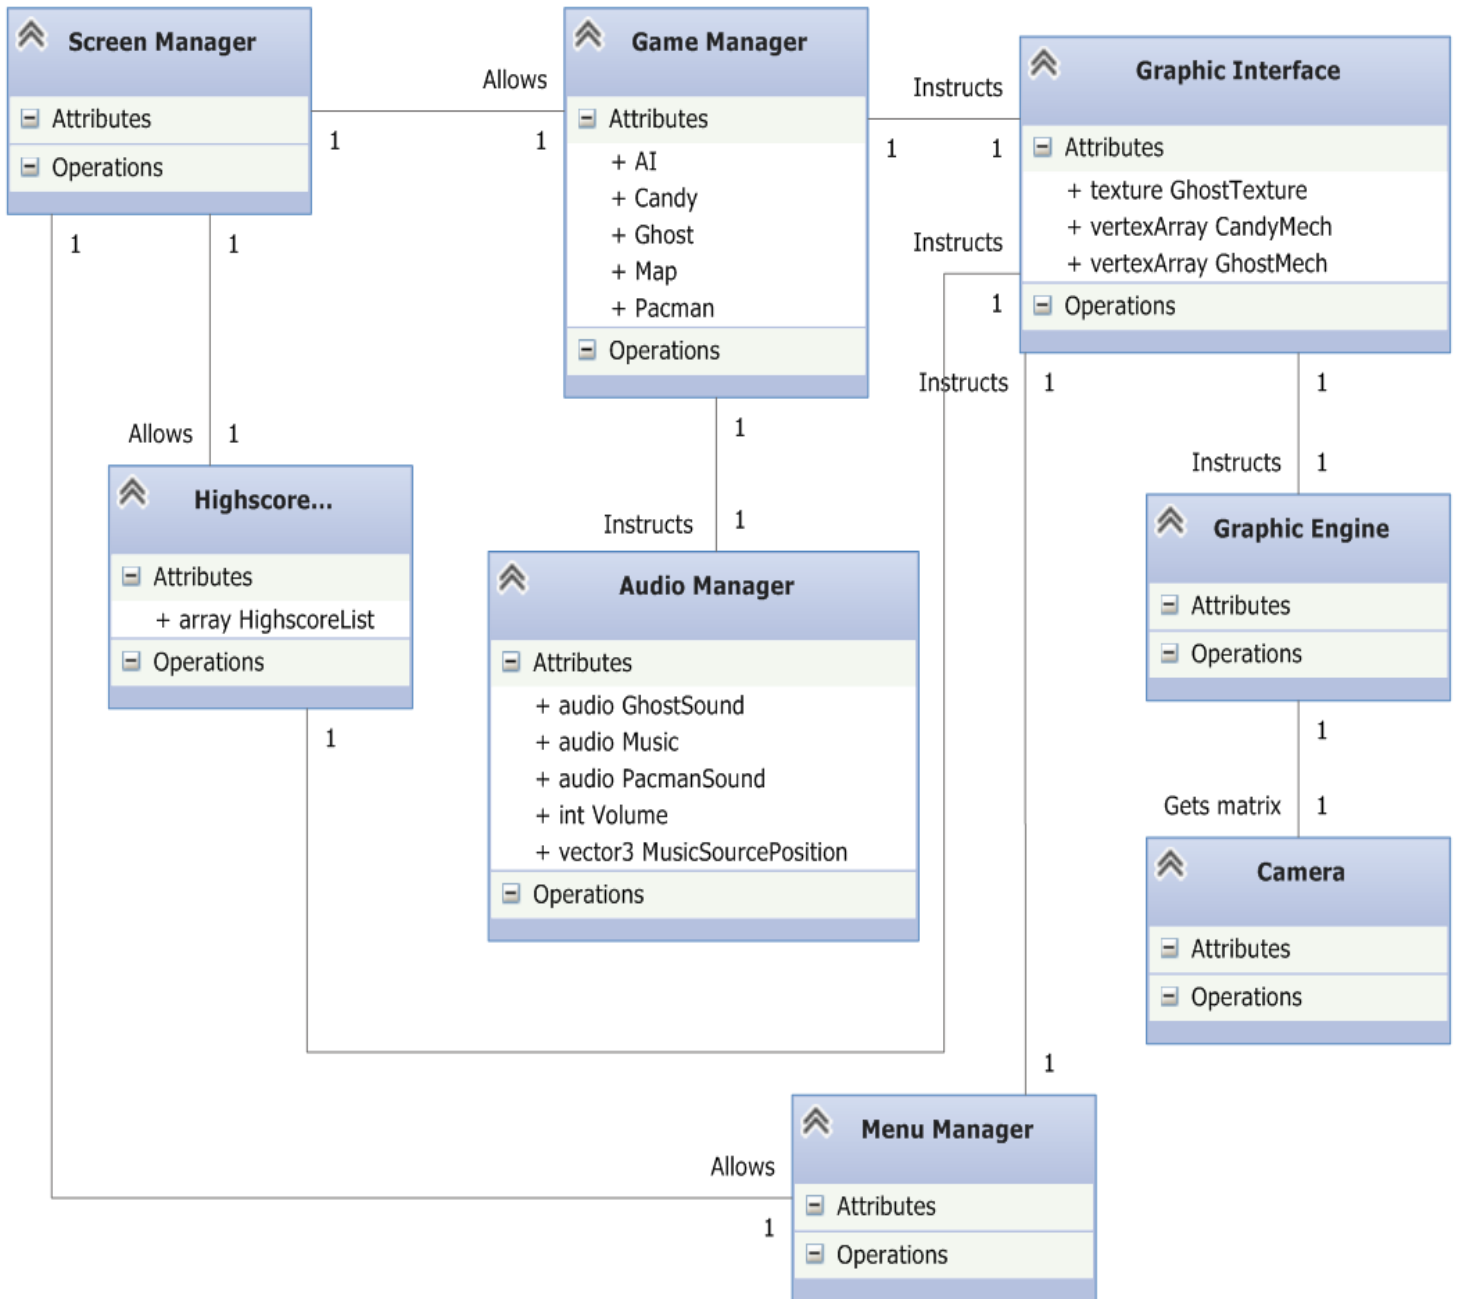 Screen Manager
Attributes
Operations
1
1
Allows
1
1
Game Manager
Attributes
+ AI
+ Candy
+ Ghost
+ Map
+ Pacman
Operations
Instructs
1
1
Graphic Interface
Attributes
+ texture GhostTexture
+ vertexArray CandyMech
+ vertexArray GhostMech
Operations
Instructs
1
Instructs
1
1
Allows
1
Highscore...
Attributes
+ array HighscoreList
Operations
1
1
Instructs
1
Audio Manager
Attributes
+ audio GhostSound
+ audio Music
+ audio PacmanSound
+ int Volume
+ vector3 MusicSourcePosition
Operations
Instructs
1
Graphic Engine
Attributes
Operations
1
Gets matrix
1
Camera
Attributes
Operations
1
Allows
1
Menu Manager
Attributes
Operations